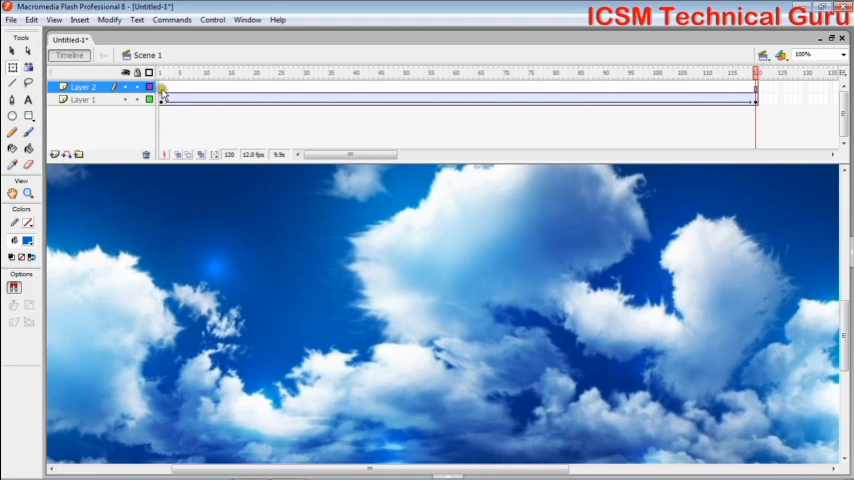 Macromedia Flash Professional 8 - [Untitled-1*]
ICSM Technical Guru
File Edit View Insert Modify Text Commands Control Window Help
Tools
Untitled-1*
Timeline
Scene 1
100%
1 5 10 15 20 25 30 35 40 45 50 55 60 65 70 75 80 85 90 95 100 105 110 115 120 125 130 135
Layer 2
Layer 1
120 12.0 fps 9.9s
View
Colors
Options